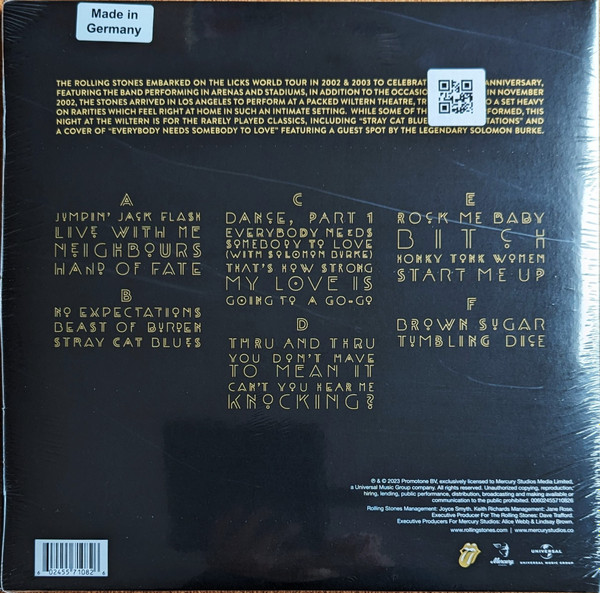 Made in
Germany
THE ROLLING STONES EMBARKED ON THE LICKS WORLD TOUR IN 2002 & 2003 TO CELEBRAT ANNIVERSARY,
FEATURING THE BAND PERFORMING IN ARENAS AND STADIUMS, IN ADDITION TO THE OCCASIO IN NOVEMBER
2002, THE STONES ARRIVED IN LOS ANGELES TO PERFORM AT A PACKED WILTERN THEATRE, TR O A SET HEAVY
ON RARITIES WHICH FEEL RIGHT AT HOME IN SUCH AN INTIMATE SETTING. WHILE SOME OF TH FORMED, THIS
NIGHT AT THE WILTERN IS FOR THE RARELY PLAYED CLASSICS, INCLUDING "STRAY CAT BLUE TATIONS" AND
A COVER OF "EVERYBODY NEEDS SOMEBODY TO LOVE" FEATURING A GUEST SPOT BY THE LEGENDARY SOLOMON BURKE.
A
JUMPIN' JACK FLASH
LIVE WITH ME
NEIGHBOURS
HAND OF FATE
B
NO EXPECTATIONS
BEAST OF BURDEN
STRAY CAT BLUES
C
DANCE, PART 1
EVERYBODY NEEDS
SOMEBODY TO LOVE
(WITH SOLOMON BURKE)
THAT'S HOW STRONG
MY LOVE IS
GOING TO A GO-GO
D
THRU AND THRU
YOU DON'T HAVE
TO MEAN IT
CAN'T YOU HEAR ME
KNOCKING?
E
ROCK ME BABY
BITCH
HONKY TONK WOMEN
START ME UP
F
BROWN SUGAR
TUMBLING DICE
℗ & © 2023 Promotone BV, exclusively licensed to Mercury Studios Media Limited,
a Universal Music Group company. All rights reserved. Unauthorized copying, reproduction,
hiring, lending, public performance, distribution, broadcasting and making available or
communication to the public prohibited. 00602455710826
Rolling Stones Management: Joyce Smyth, Keith Richards Management: Jane Rose.
Executive Producer For The Rolling Stones: Dave Trafford.
Executive Producers For Mercury Studios: Alice Webb & Lindsey Brown.
www.rollingstones.com | www.mercurystudios.co
6 02455 71082 6
Mercury
UNIVERSAL
UNIVERSAL MUSIC GROUP